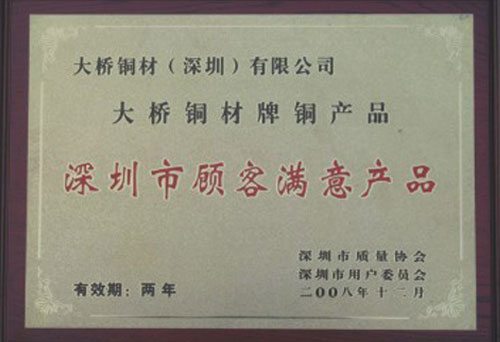 大桥铜材（深圳）有限公司
大桥铜材牌铜产品
深圳市顾客满意产品
深圳市质量协会
深圳市用户委员会
有效期：两年
二00八年十二月